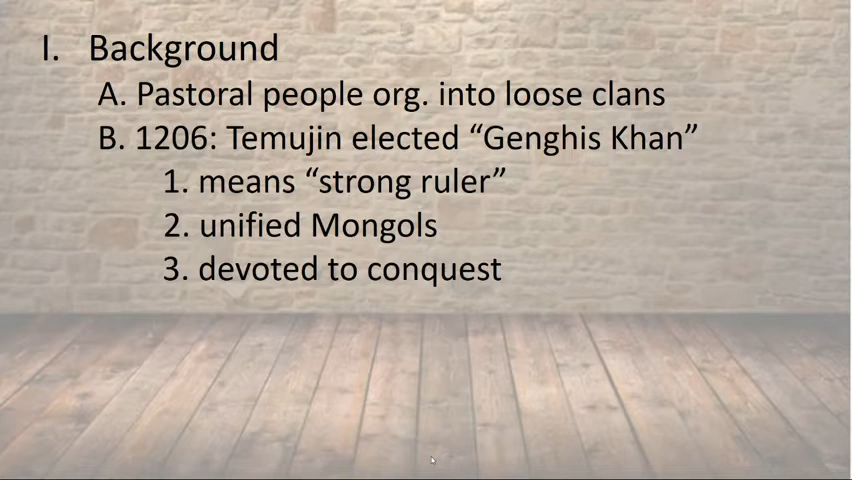 I. Background
A. Pastoral people org. into loose clans
B. 1206: Temujin elected “Genghis Khan”
1. means “strong ruler”
2. unified Mongols
3. devoted to conquest